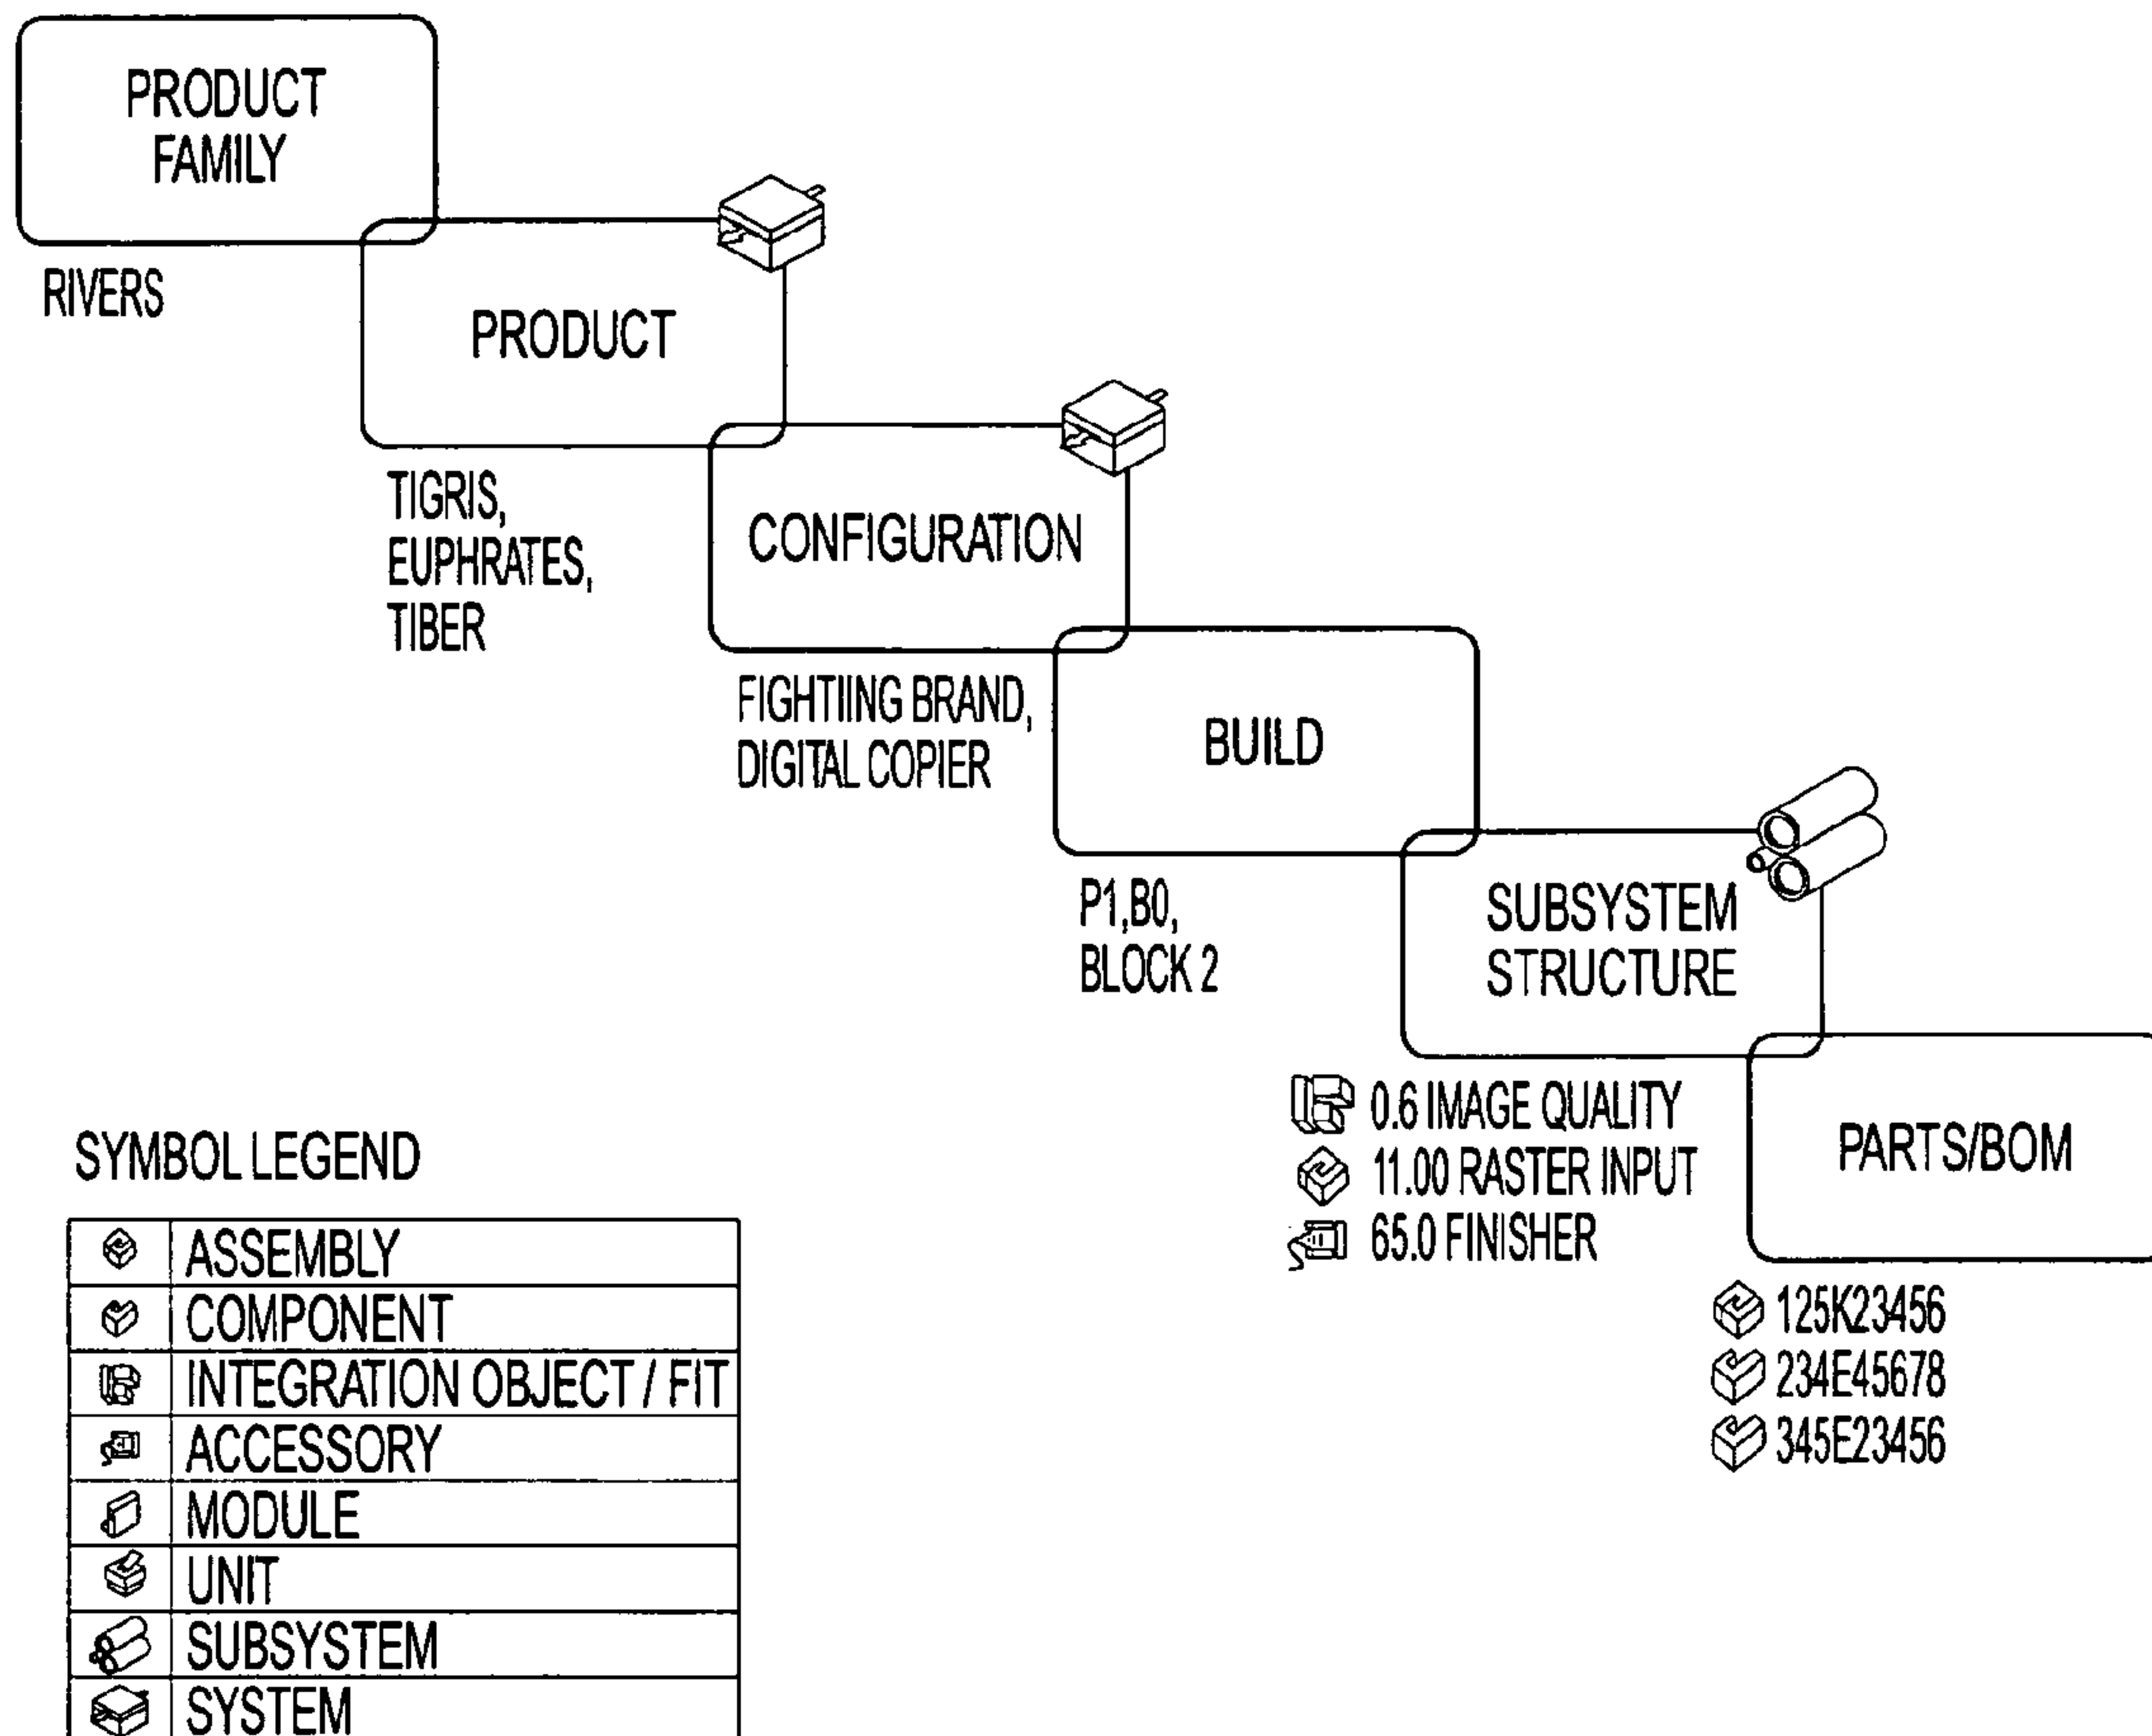 PRODUCT
FAMILY
RIVERS
PRODUCT
TIGRIS,
EUPHRATES,
TIBER
CONFIGURATION
FIGHTIING BRAND,
DIGITAL COPIER
BUILD
P1,B0,
BLOCK 2
SUBSYSTEM
STRUCTURE
0.6 IMAGE QUALITY
11.00 RASTER INPUT
65.0 FINISHER
PARTS/BOM
125K23456
234E45678
345E23456
SYMBOL LEGEND
ASSEMBLY
COMPONENT
INTEGRATION OBJECT / FIT
ACCESSORY
MODULE
UNIT
SUBSYSTEM
SYSTEM